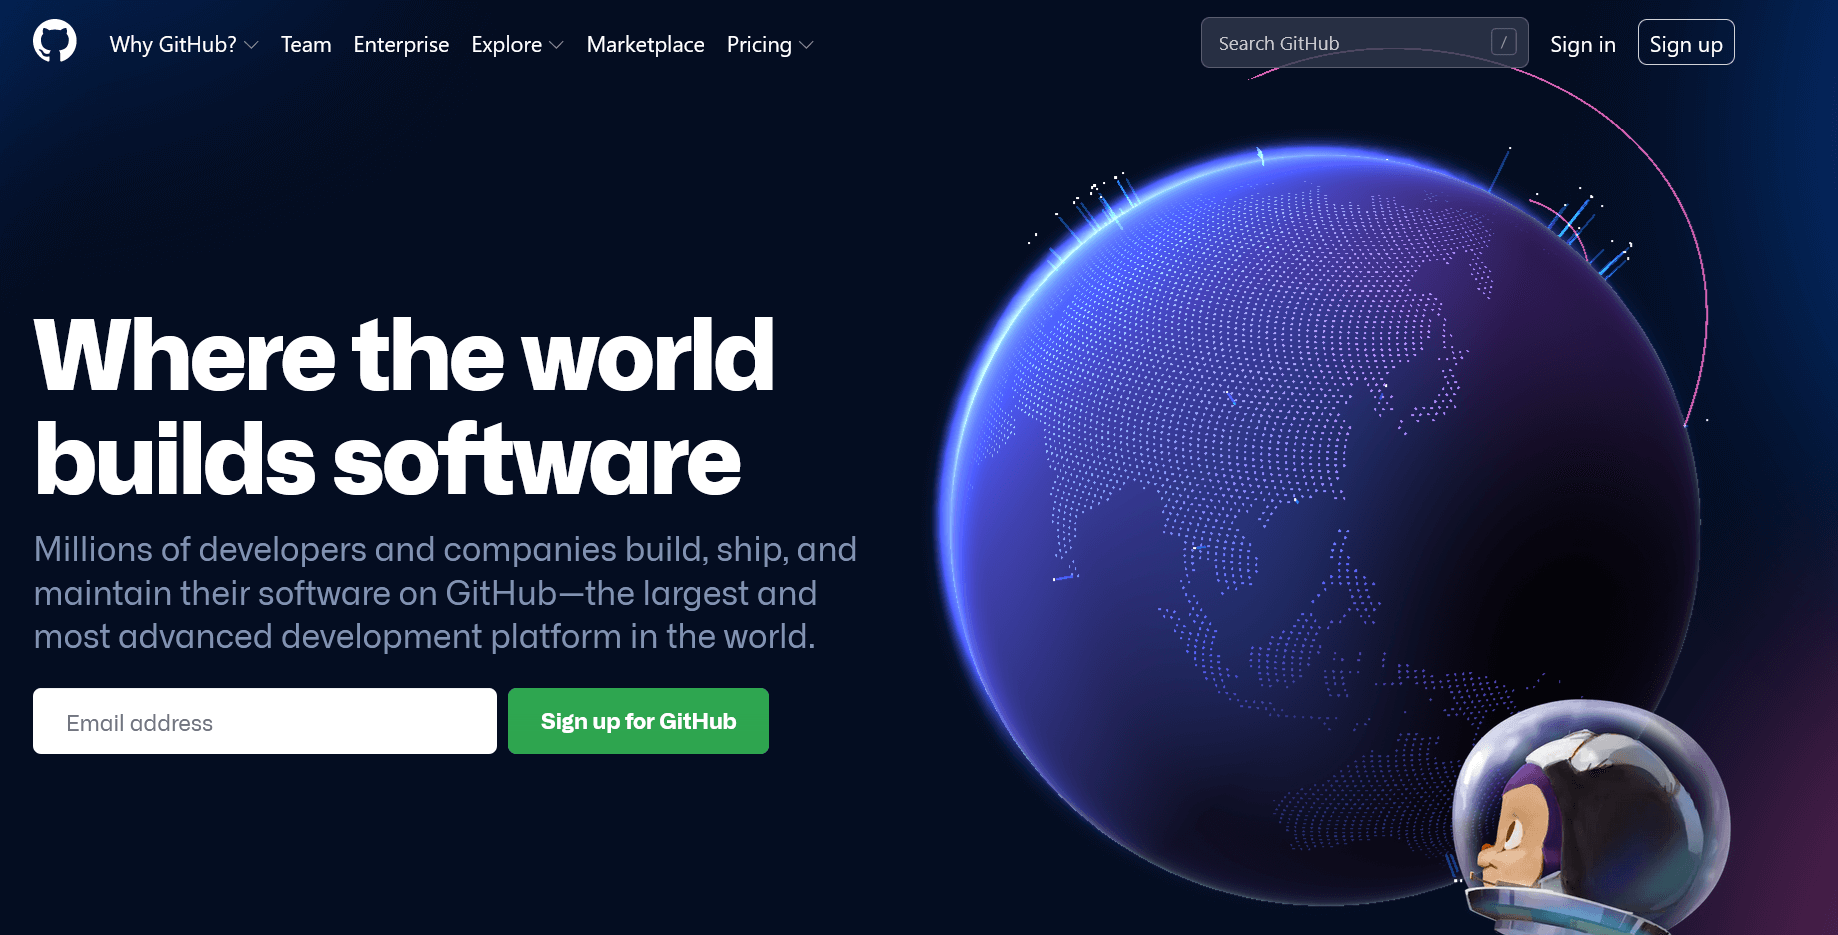 Why GitHub? Team Enterprise Explore Marketplace Pricing Search GitHub / Sign in Sign up
Where the world
builds software
Millions of developers and companies build, ship, and
maintain their software on GitHub—the largest and
most advanced development platform in the world.
Email address Sign up for GitHub